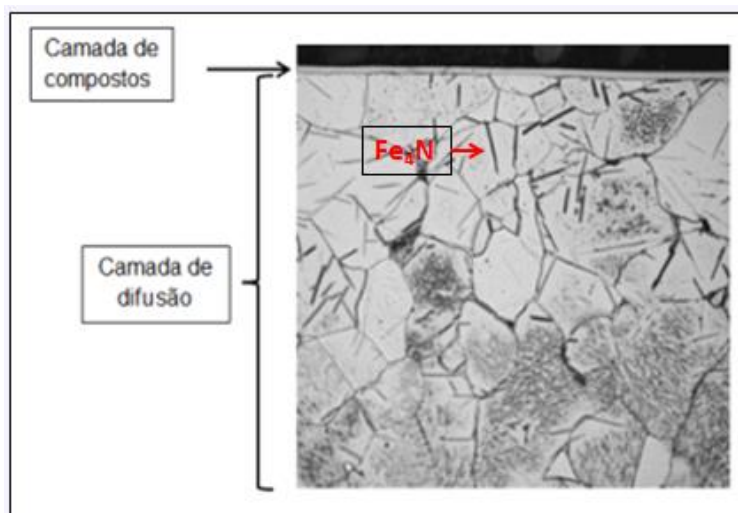 Camada de
compostos
Fe₄N
Camada de
difusão